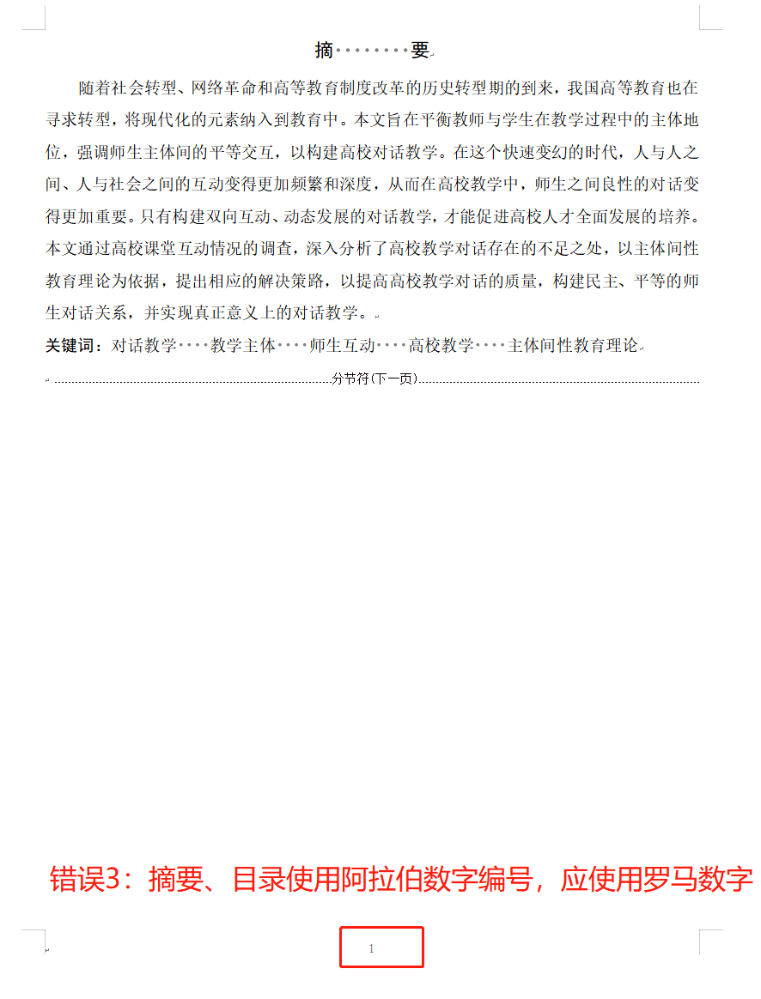 摘········要
随着社会转型、网络革命和高等教育制度改革的历史转型期的到来，我国高等教育也在
寻求转型，将现代化的元素纳入到教育中。本文旨在平衡教师与学生在教学过程中的主体地
位，强调师生主体间的平等交互，以构建高校对话教学。在这个快速变幻的时代，人与人之
间、人与社会之间的互动变得更加频繁和深度，从而在高校教学中，师生之间良性的对话变
得更加重要。只有构建双向互动、动态发展的对话教学，才能促进高校人才全面发展的培养。
本文通过高校课堂互动情况的调查，深入分析了高校教学对话存在的不足之处，以主体间性
教育理论为依据，提出相应的解决策路，以提高高校教学对话的质量，构建民主、平等的师
生对话关系，并实现真正意义上的对话教学。
关键词：对话教学····教学主体····师生互动····高校教学····主体间性教育理论
分节符(下一页)
错误3：摘要、目录使用阿拉伯数字编号，应使用罗马数字
1